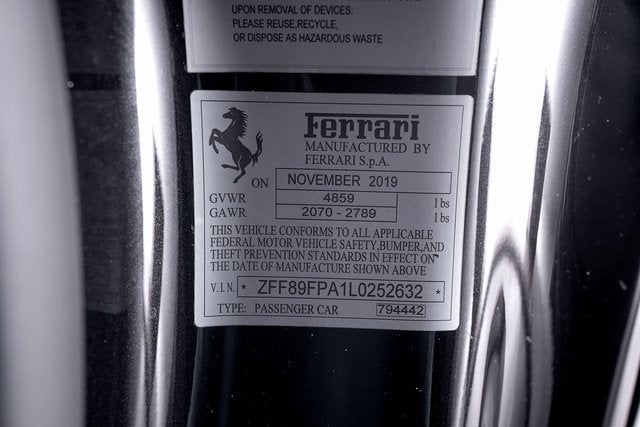 UPON REMOVAL OF DEVICES:
PLEASE REUSE,RECYCLE,
OR DISPOSE AS HAZARDOUS WASTE
Ferrari
MANUFACTURED BY
FERRARI S.p.A.
ON NOVEMBER 2019
GVWR 4859 lbs
GAWR 2070 - 2789 lbs
THIS VEHICLE CONFORMS TO ALL APPLICABLE
FEDERAL MOTOR VEHICLE SAFETY,BUMPER,AND
THEFT PREVENTION STANDARDS IN EFFECT ON
THE DATE OF MANUFACTURE SHOWN ABOVE
V.I.N. * ZFF89FPA1L0252632 *
TYPE: PASSENGER CAR 794442